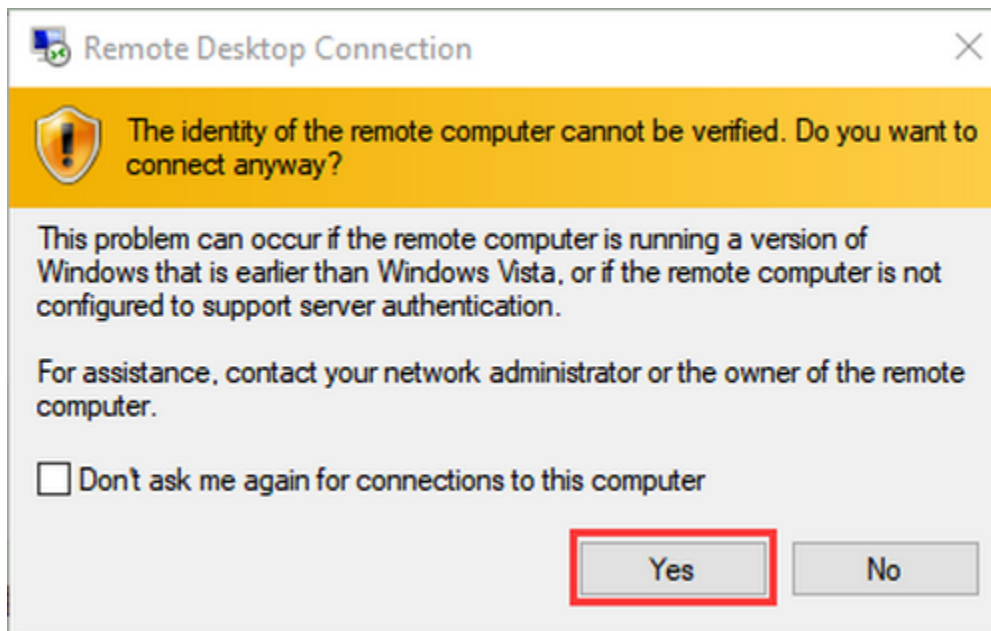 Remote Desktop Connection
The identity of the remote computer cannot be verified. Do you want to
connect anyway?
This problem can occur if the remote computer is running a version of
Windows that is earlier than Windows Vista, or if the remote computer is not
configured to support server authentication.
For assistance, contact your network administrator or the owner of the remote
computer.
Don't ask me again for connections to this computer
Yes
No